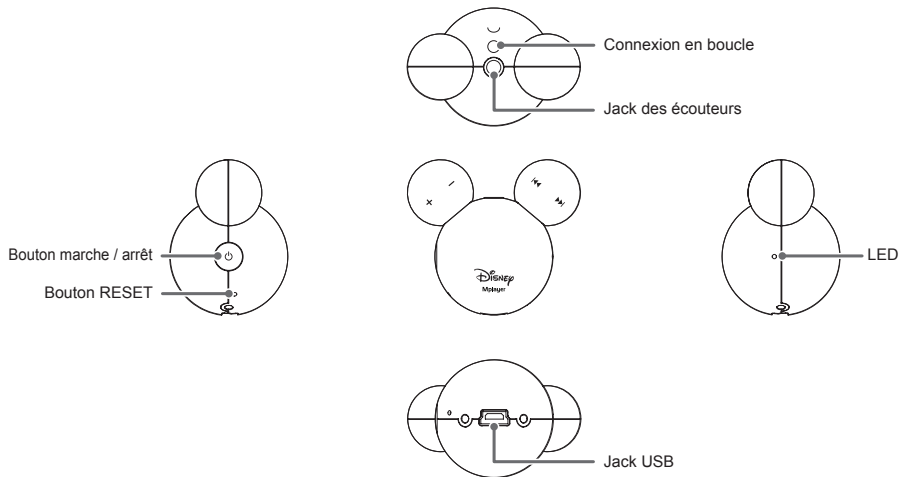 Connexion en boucle
Jack des écouteurs
Bouton marche / arrêt
Bouton RESET
Disney
Mplayer
LED
Jack USB